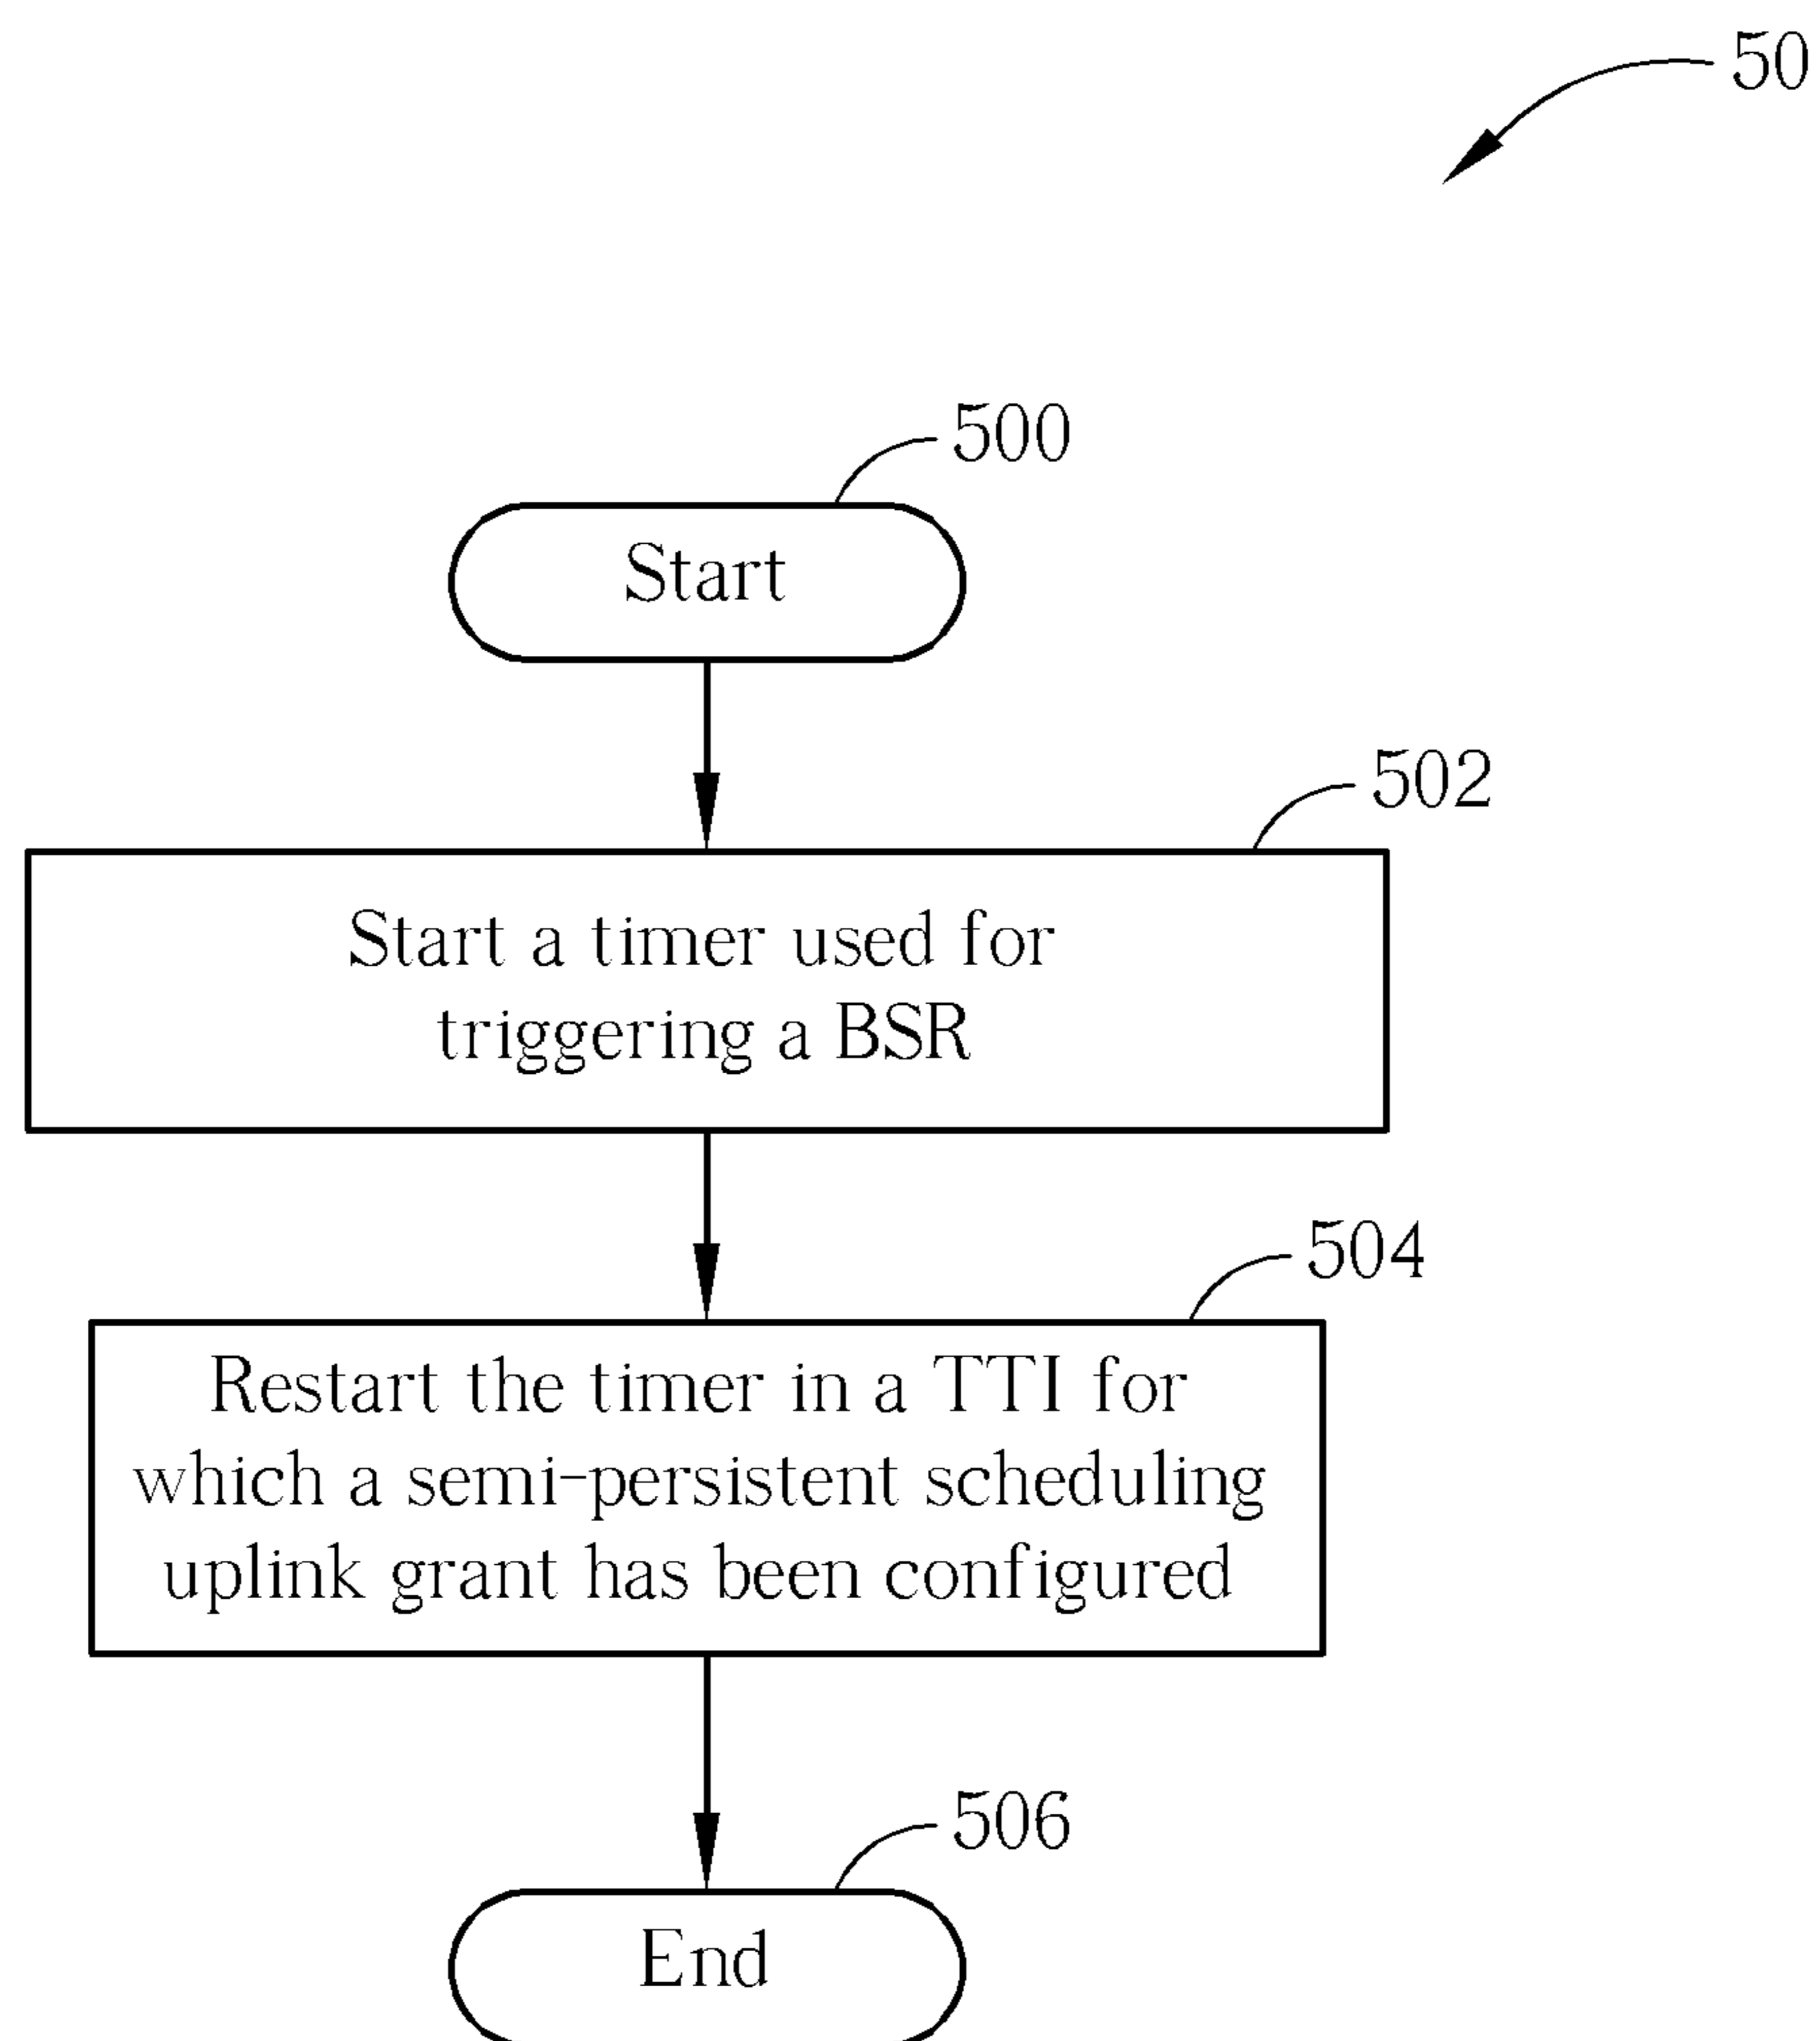 50
500
Start
502
Start a timer used for
triggering a BSR
504
Restart the timer in a TTI for
which a semi-persistent scheduling
uplink grant has been configured
506
End